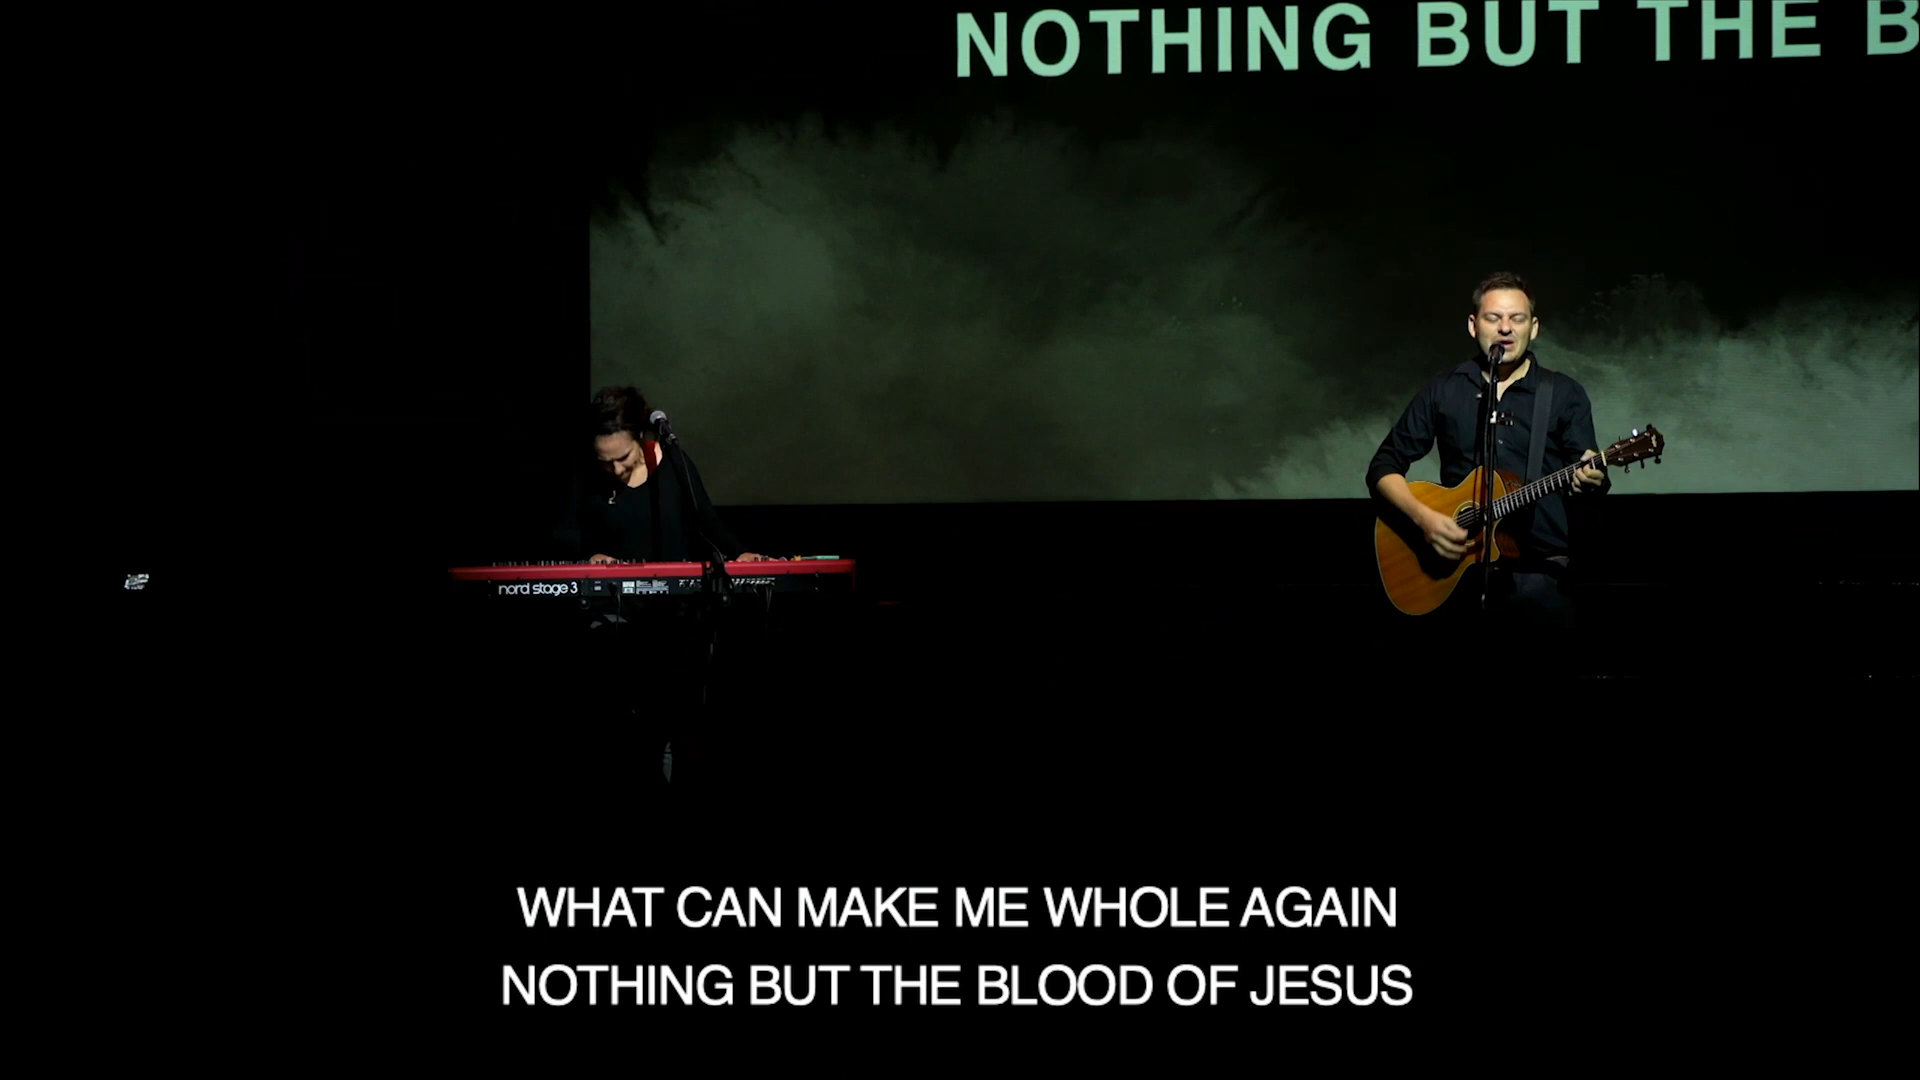 NOTHING BUT THE B
nord stage 3
WHAT CAN MAKE ME WHOLE AGAIN
NOTHING BUT THE BLOOD OF JESUS